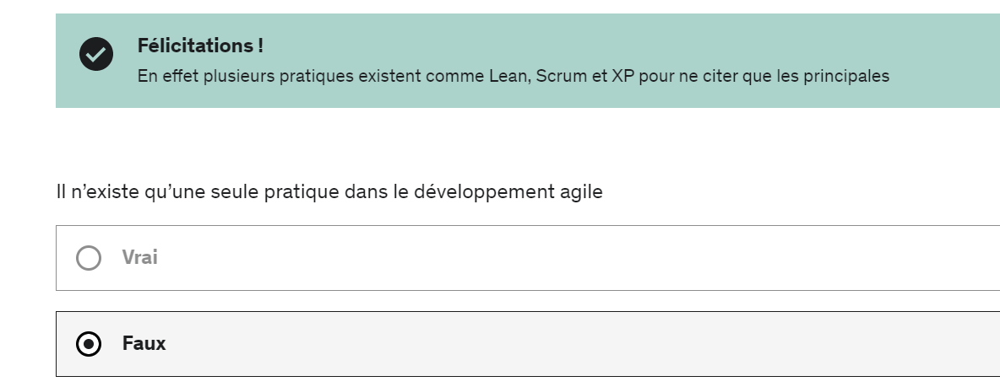 Félicitations !
En effet plusieurs pratiques existent comme Lean, Scrum et XP pour ne citer que les principales
Il n’existe qu’une seule pratique dans le développement agile
Vrai
Faux